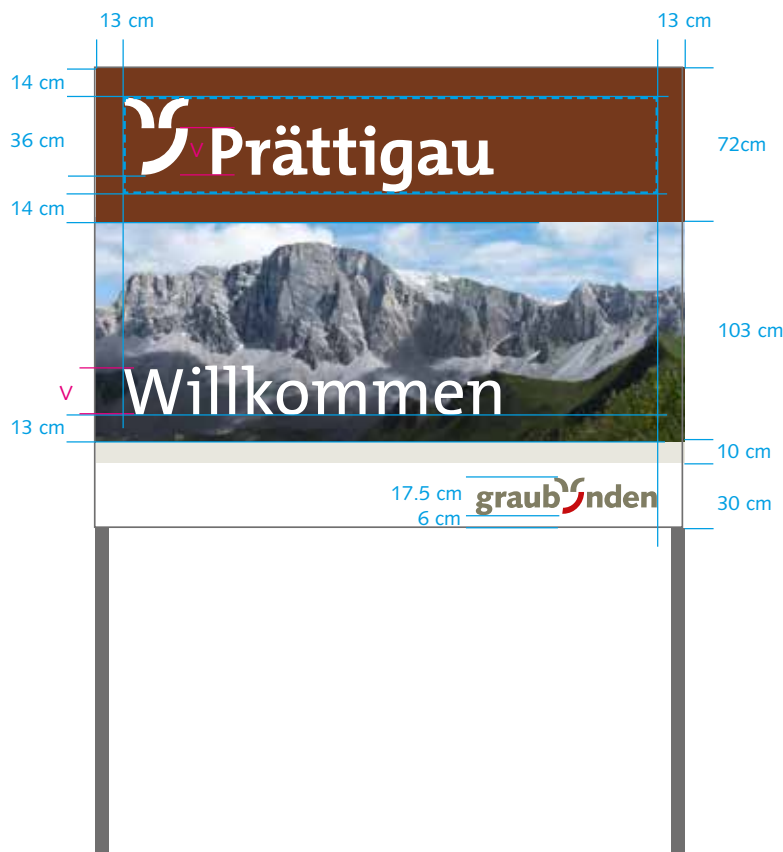 13 cm
13 cm
14 cm
36 cm
V Prättigau
72cm
14 cm
103 cm
V Willkommen
13 cm
10 cm
17.5 cm
graubünden
30 cm
6 cm